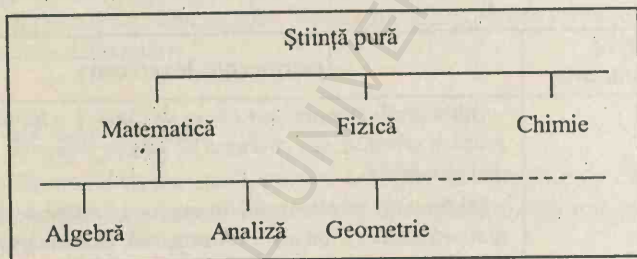 Știință pură
Matematică Fizică Chimie
Algebră Analiză Geometrie